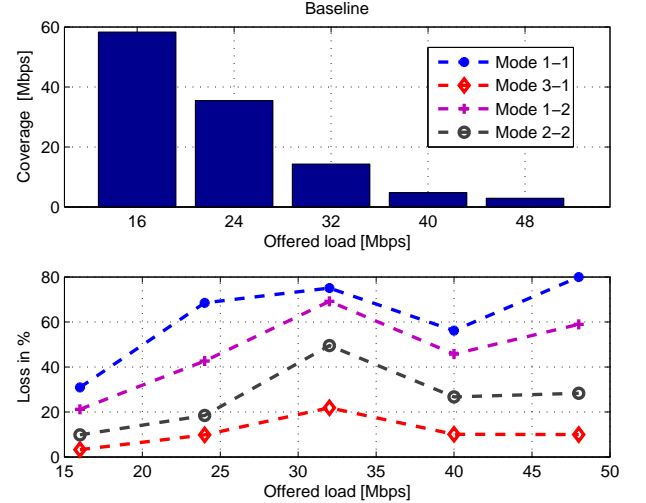 Baseline
Coverage [Mbps]
60
40
20
0
16 24 32 40 48
Offered load [Mbps]
Mode 1–1
Mode 3–1
Mode 1–2
Mode 2–2
Loss in %
80
60
40
20
0
15 20 25 30 35 40 45 50
Offered load [Mbps]